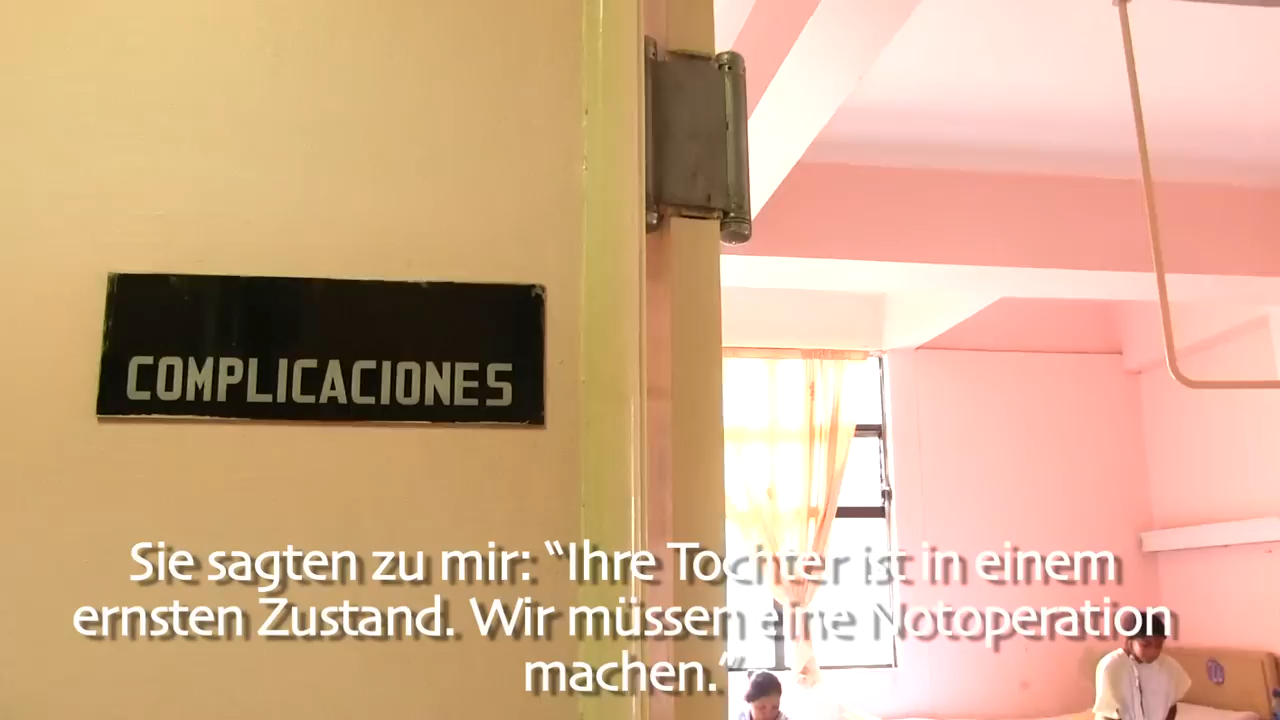 COMPLICACIONES
Sie sagten zu mir: “Ihre Tochter ist in einem
ernsten Zustand. Wir müssen eine Notoperation
machen.”